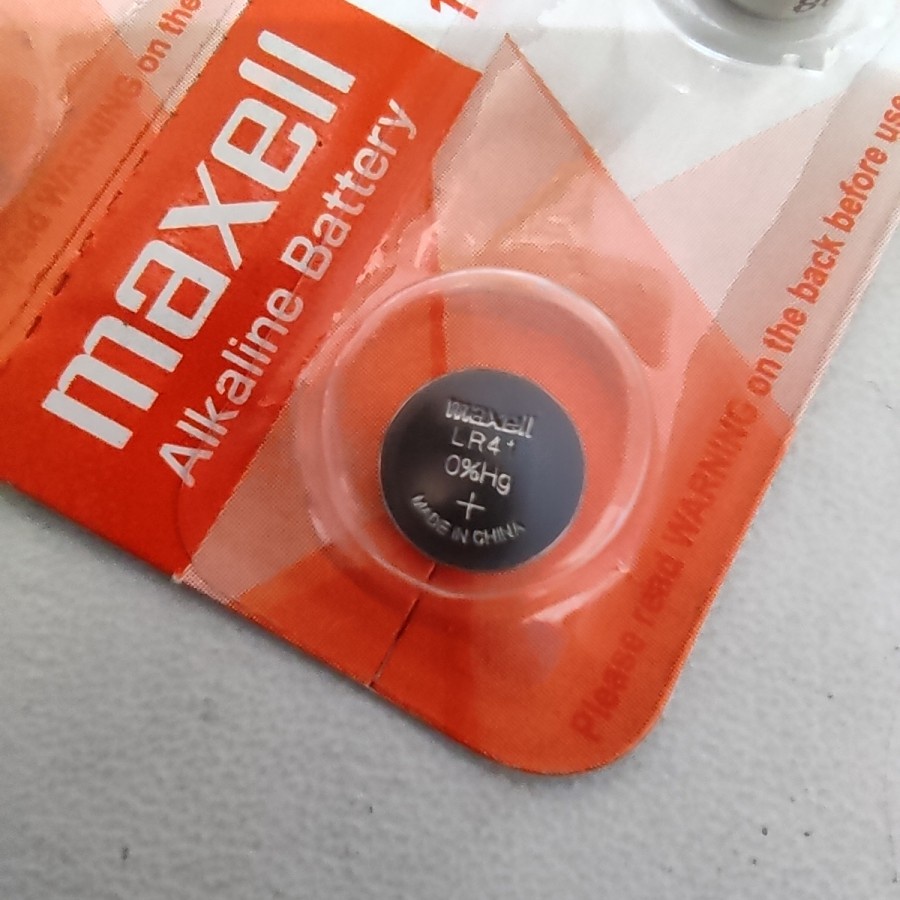 maxell
Alkaline Battery
on the
read WARNING
maxell
0%Hg
+
MADE IN CHINA
Please read WARNING on the back before use